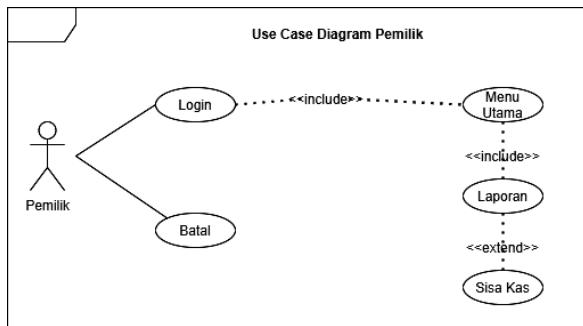 Use Case Diagram Pemilik
Login
<<include>>
Menu
Utama
<<include>>
Pemilik
Laporan
Batal
<<extend>>
Sisa Kas